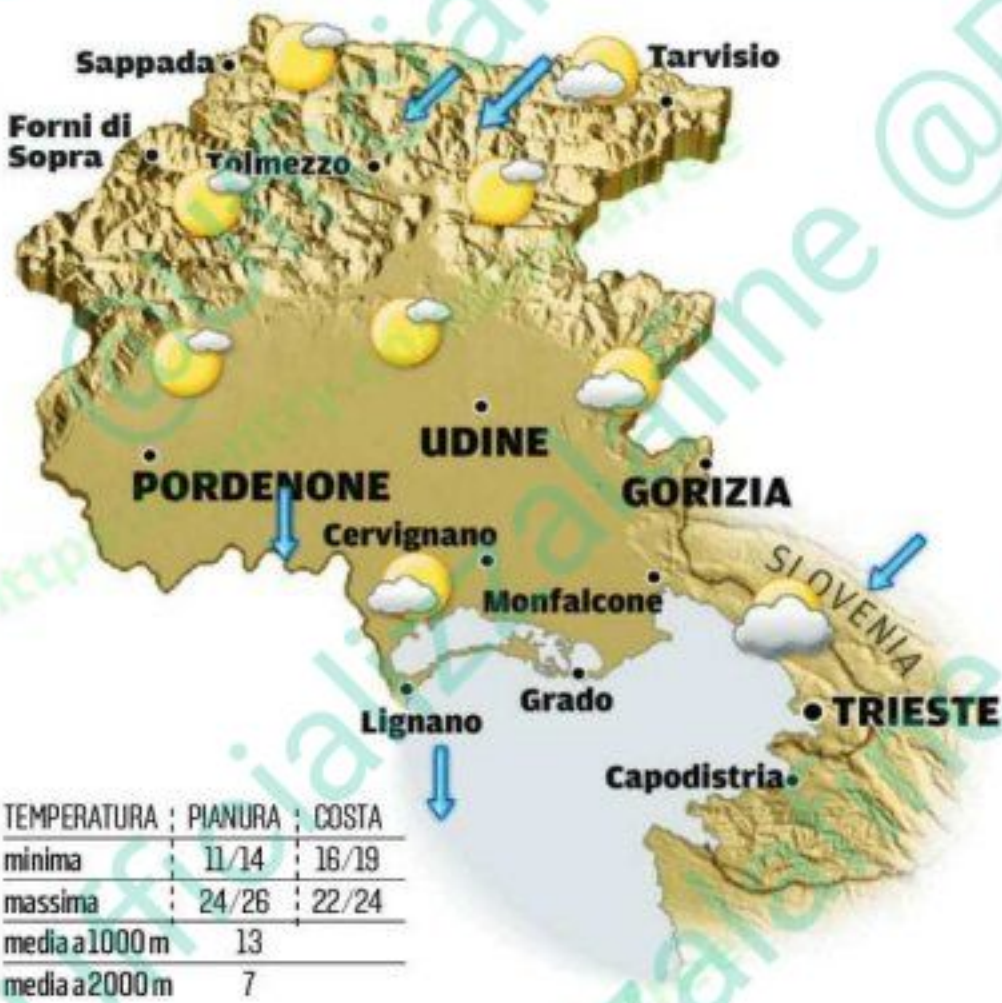 Sappada
Tarvisio
Forni di
Sopra
Tolmezzo
UDINE
PORDENONE
GORIZIA
Cervignano
SLOVENIA
Monfalcone
Grado
Lignano
TRIESTE
Capodistria
TEMPERATURA PIANURA COSTA
minima 11/14 16/19
massima 24/26 22/24
media a 1000 m 13
media a 2000 m 7